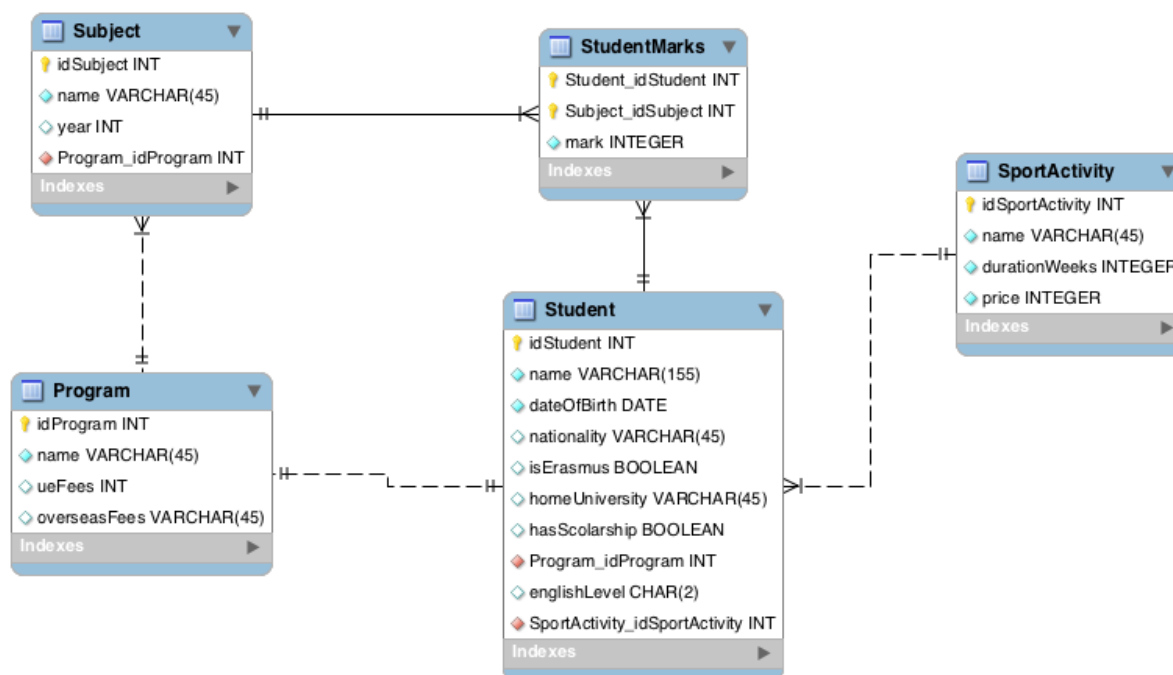 Subject
idSubject INT
name VARCHAR(45)
year INT
Program_idProgram INT
Indexes
StudentMarks
Student_idStudent INT
Subject_idSubject INT
mark INTEGER
Indexes
SportActivity
idSportActivity INT
name VARCHAR(45)
durationWeeks INTEGER
price INTEGER
Indexes
Program
idProgram INT
name VARCHAR(45)
ueFees INT
overseasFees VARCHAR(45)
Indexes
Student
idStudent INT
name VARCHAR(155)
dateOfBirth DATE
nationality VARCHAR(45)
isErasmus BOOLEAN
homeUniversity VARCHAR(45)
hasScolarship BOOLEAN
Program_idProgram INT
englishLevel CHAR(2)
SportActivity_idSportActivity INT
Indexes